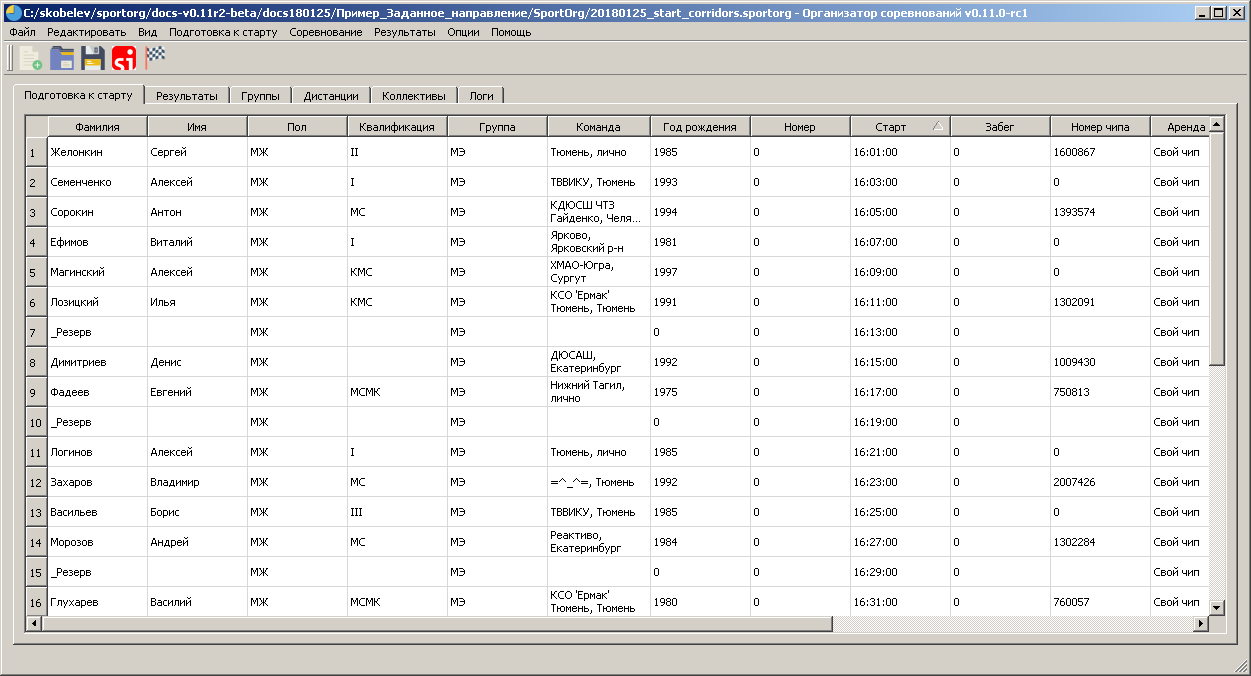 C:/skobelev/sportorg/docs-v0.11r2-beta/docs180125/Пример_Заданное_направление/SportOrg/20180125_start_corridors.sportorg - Организатор соревнований v0.11.0-rc1
Файл Редактировать Вид Подготовка к старту Соревнование Результаты Опции Помощь
si
Подготовка к старту Результаты Группы Дистанции Коллективы Логи
Фамилия Имя Пол Квалификация Группа Команда Год рождения Номер Старт Забег Номер чипа Аренда
1 Желонкин Сергей МЖ II МЭ Тюмень, лично 1985 0 16:01:00 0 1600867 Свой чип
2 Семенченко Алексей МЖ I МЭ ТВВИКУ, Тюмень 1993 0 16:03:00 0 0 Свой чип
3 Сорокин Антон МЖ МС МЭ КДЮСШ ЧТЗ
Гайденко, Челя... 1994 0 16:05:00 0 1393574 Свой чип
4 Ефимов Виталий МЖ I МЭ Ярково,
Ярковский р-н 1981 0 16:07:00 0 0 Свой чип
5 Магинский Алексей МЖ КМС МЭ ХМАО-Югра,
Сургут 1997 0 16:09:00 0 0 Свой чип
6 Лозицкий Илья МЖ КМС МЭ КСО 'Ермак'
Тюмень, Тюмень 1991 0 16:11:00 0 1302091 Свой чип
7 _Резерв МЖ МЭ 0 0 16:13:00 0 Свой чип
8 Димитриев Денис МЖ МЭ ДЮСАШ,
Екатеринбург 1992 0 16:15:00 0 1009430 Свой чип
9 Фадеев Евгений МЖ МСМК МЭ Нижний Тагил,
лично 1975 0 16:17:00 0 750813 Свой чип
10 _Резерв МЖ МЭ 0 0 16:19:00 0 Свой чип
11 Логинов Алексей МЖ I МЭ Тюмень, лично 1985 0 16:21:00 0 0 Свой чип
12 Захаров Владимир МЖ МС МЭ =^_^=, Тюмень 1992 0 16:23:00 0 2007426 Свой чип
13 Васильев Борис МЖ III МЭ ТВВИКУ, Тюмень 1985 0 16:25:00 0 0 Свой чип
14 Морозов Андрей МЖ МС МЭ Реактиво,
Екатеринбург 1984 0 16:27:00 0 1302284 Свой чип
15 _Резерв МЖ МЭ 0 0 16:29:00 0 Свой чип
16 Глухарев Василий МЖ МСМК МЭ КСО 'Ермак'
Тюмень, Тюмень 1980 0 16:31:00 0 760057 Свой чип